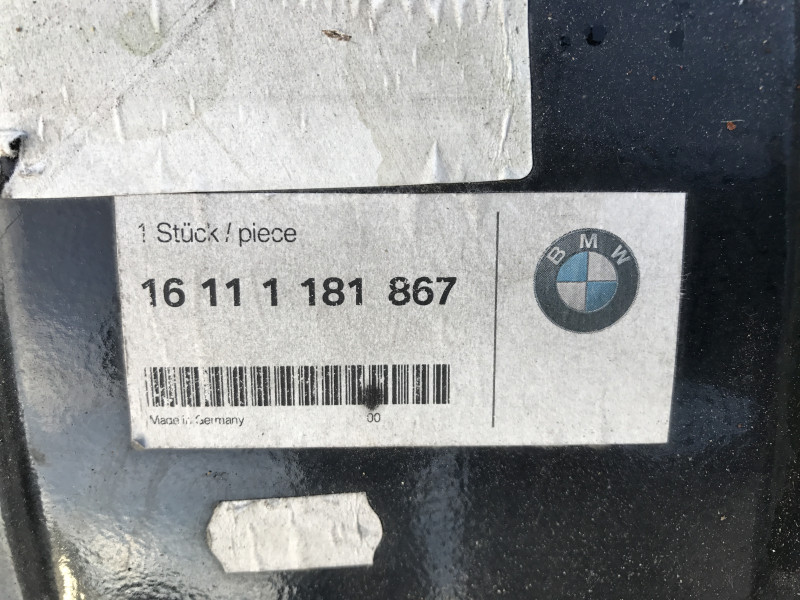 1 Stück / piece
16 11 1 181 867
BMW
Made in Germany 00